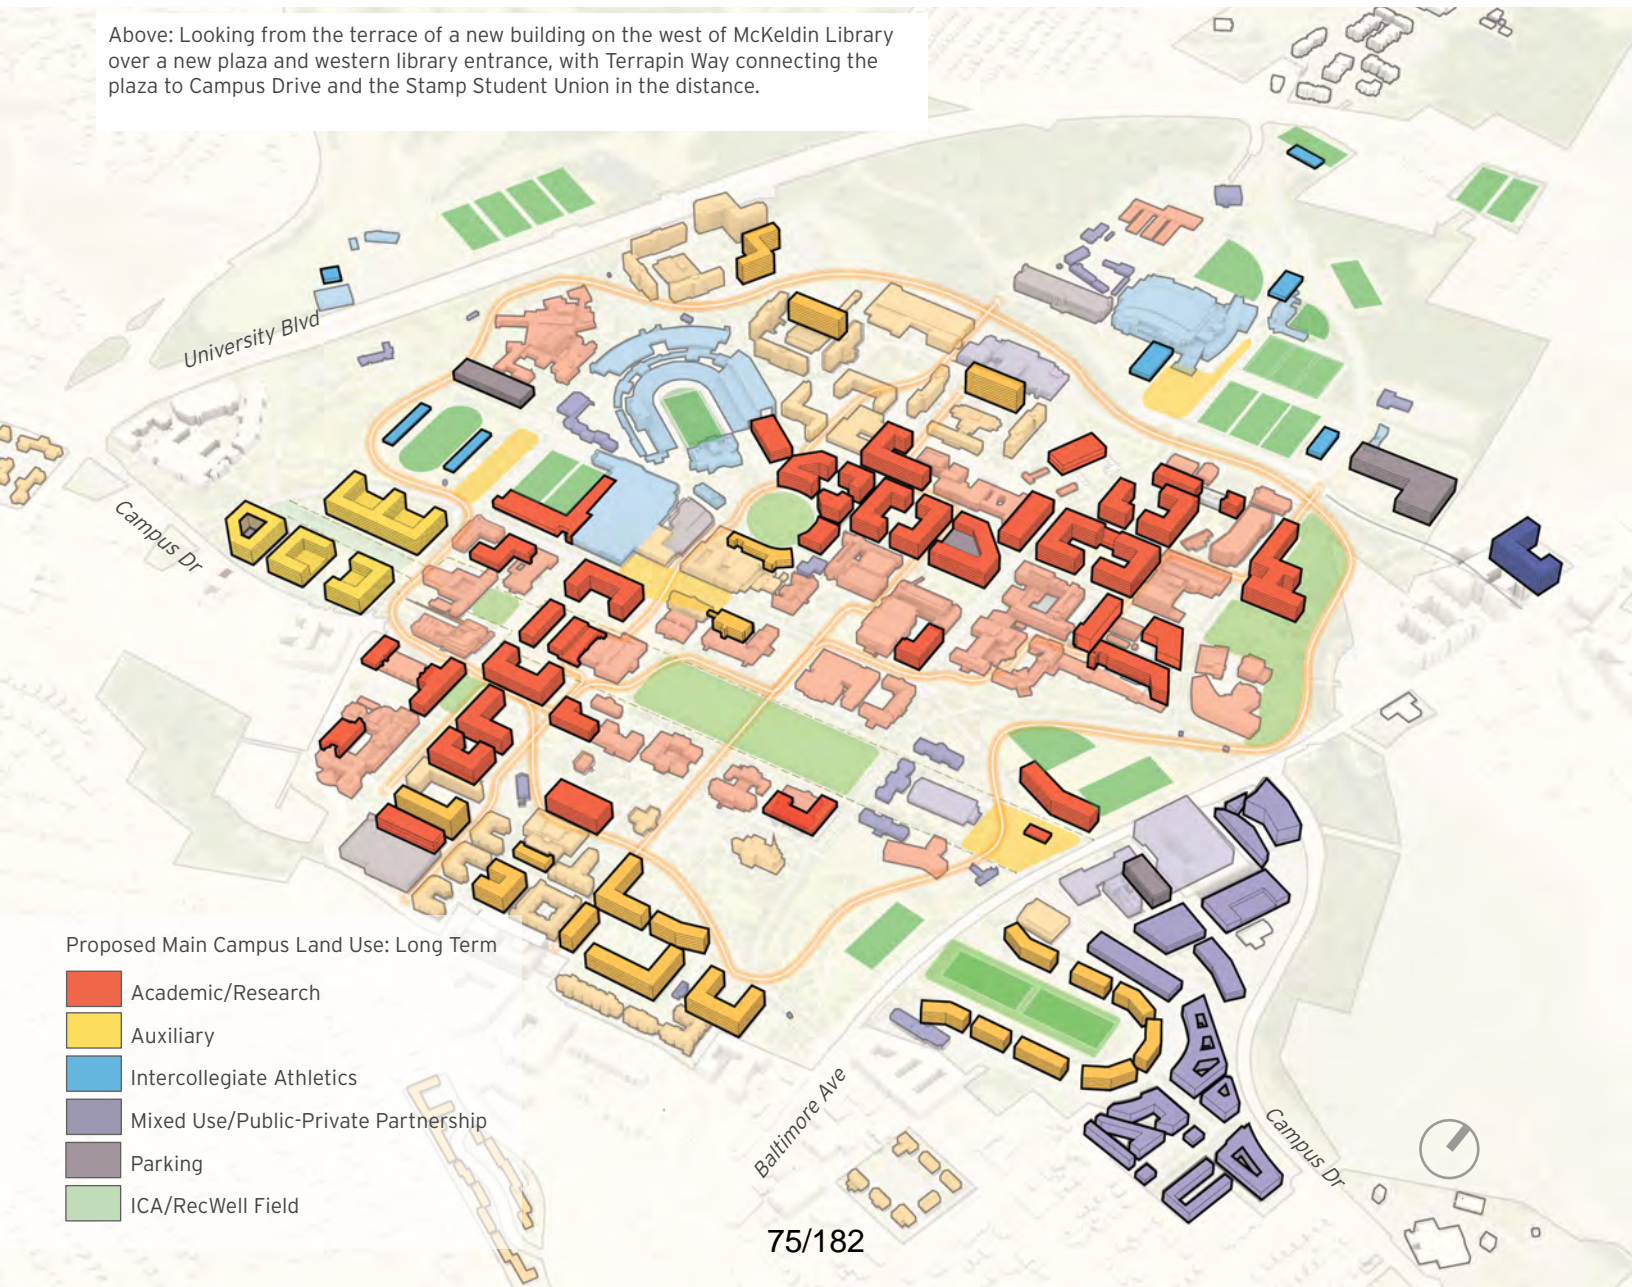 Above: Looking from the terrace of a new building on the west of McKeldin Library
over a new plaza and western library entrance, with Terrapin Way connecting the
plaza to Campus Drive and the Stamp Student Union in the distance.
University Blvd
Campus Dr
Proposed Main Campus Land Use: Long Term
Academic/Research
Auxiliary
Intercollegiate Athletics
Mixed Use/Public-Private Partnership
Parking
ICA/RecWell Field
Baltimore Ave
Campus Dr
75/182